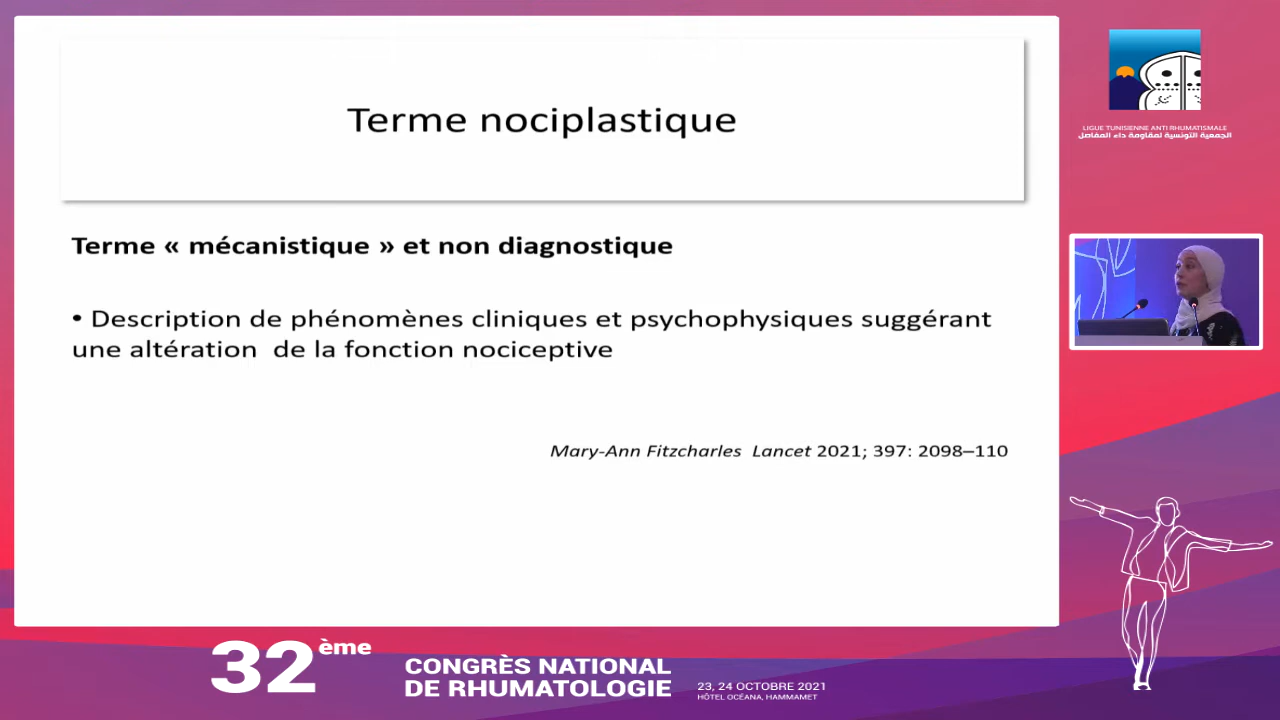 Terme nociplastique
Terme « mécanistique » et non diagnostique
• Description de phénomènes cliniques et psychophysiques suggérant
une altération de la fonction nociceptive
Mary-Ann Fitzcharles Lancet 2021; 397: 2098–110
LIGUE TUNISIENNE ANTI RHUMATISMALE
الجمعية التونسية لمقاومة داء المفاصل
32ème
CONGRÈS NATIONAL
DE RHUMATOLOGIE
23, 24 OCTOBRE 2021
HÔTEL OCÉANA, HAMMAMET